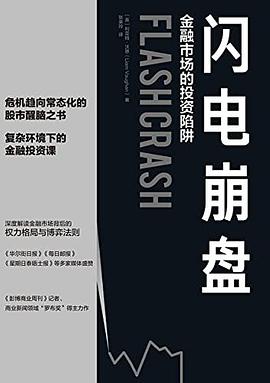 闪电崩盘
金融市场的投资陷阱
FLASH CRASH
(Liam Vaughan) 著
译
危机趋向常态化的
股市醒脑之书
复杂环境下的
金融投资课
深度解读金融市场背后的
权力格局与博弈法则
《华尔街日报》《每日邮报》
《星期日泰晤士报》等多家媒体盛赞
《彭博商业周刊》记者、
商业新闻领域“罗布奖”得主力作